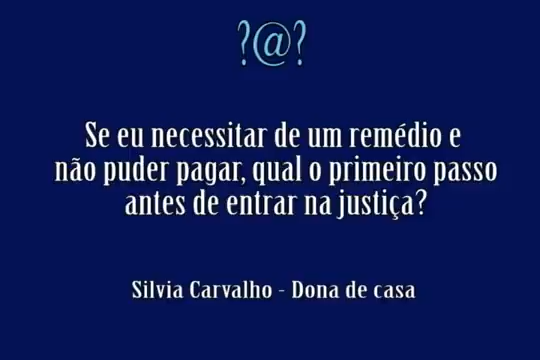 ?@?
Se eu necessitar de um remédio e
não puder pagar, qual o primeiro passo
antes de entrar na justiça?
Silvia Carvalho - Dona de casa